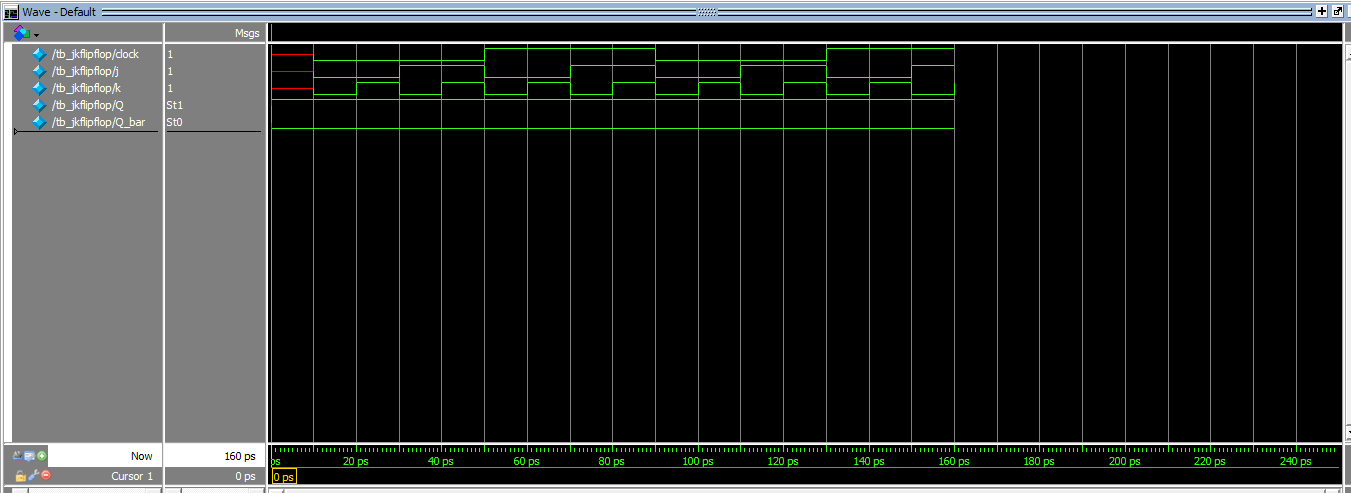 Wave - Default
Msgs
/tb_jkflipflop/clock 1
/tb_jkflipflop/j 1
/tb_jkflipflop/k 1
/tb_jkflipflop/Q St1
/tb_jkflipflop/Q_bar St0
Now 160 ps ps 20 ps 40 ps 60 ps 80 ps 100 ps 120 ps 140 ps 160 ps 180 ps 200 ps 220 ps 240 ps
Cursor 1 0 ps 0 ps